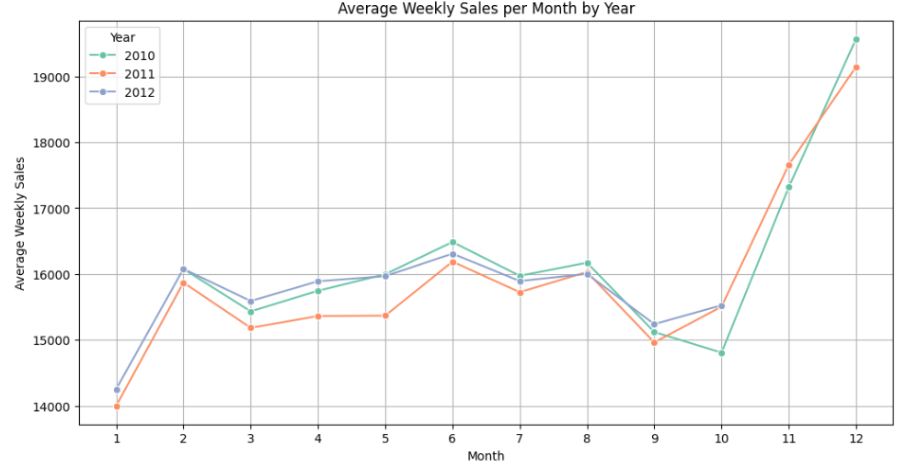 Average Weekly Sales per Month by Year
Year
2010
2011
2012
19000
18000
17000
16000
15000
14000
Average Weekly Sales
1 2 3 4 5 6 7 8 9 10 11 12
Month